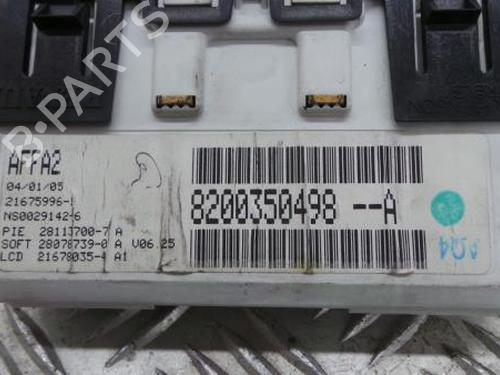 B-PARTS
AFFA2
04/01/05
21675996-1
NS0029142-6
PIE 28113700-7 A
SOFT 28078739-0 A V06.25
LCD 21678035-4 A1
8200350498 --A